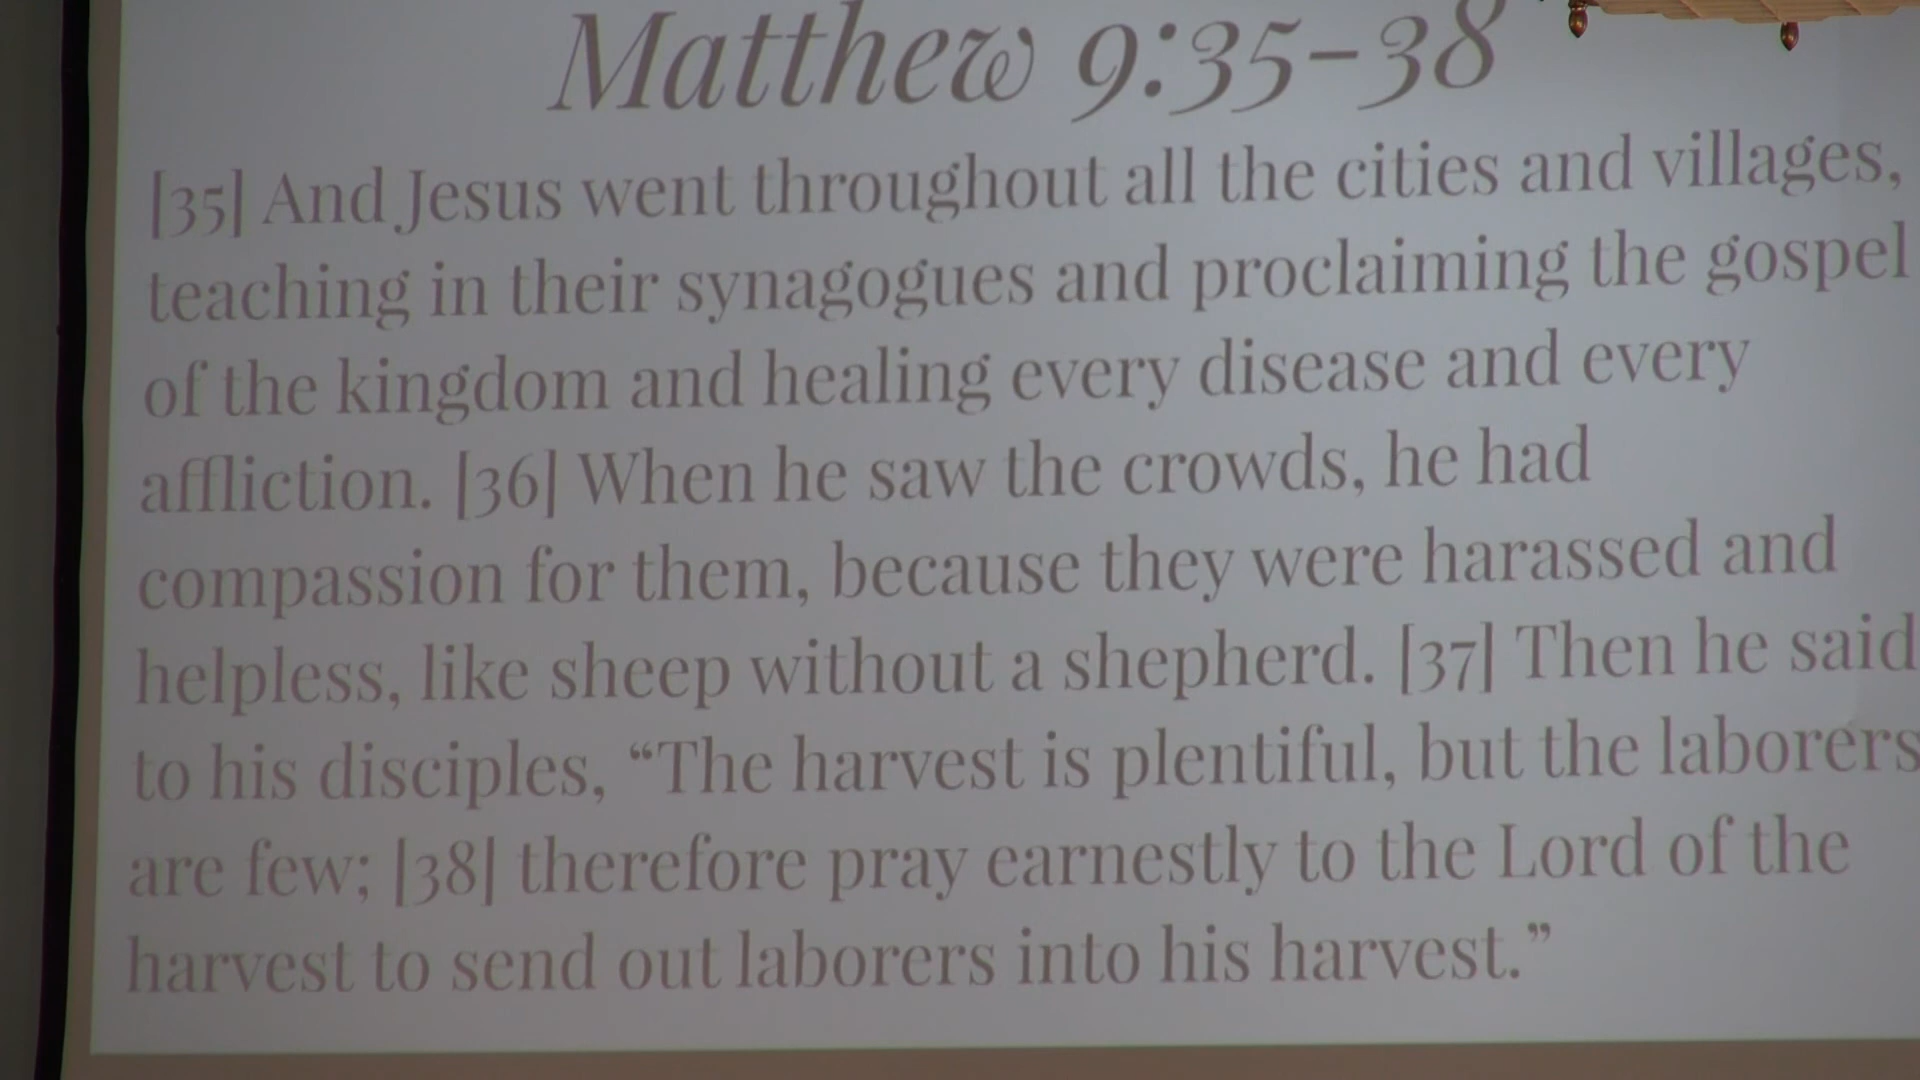 Matthew 9:35-38
[35] And Jesus went throughout all the cities and villages,
teaching in their synagogues and proclaiming the gospel
of the kingdom and healing every disease and every
affliction. [36] When he saw the crowds, he had
compassion for them, because they were harassed and
helpless, like sheep without a shepherd. [37] Then he said
to his disciples, “The harvest is plentiful, but the laborers
are few; [38] therefore pray earnestly to the Lord of the
harvest to send out laborers into his harvest.”